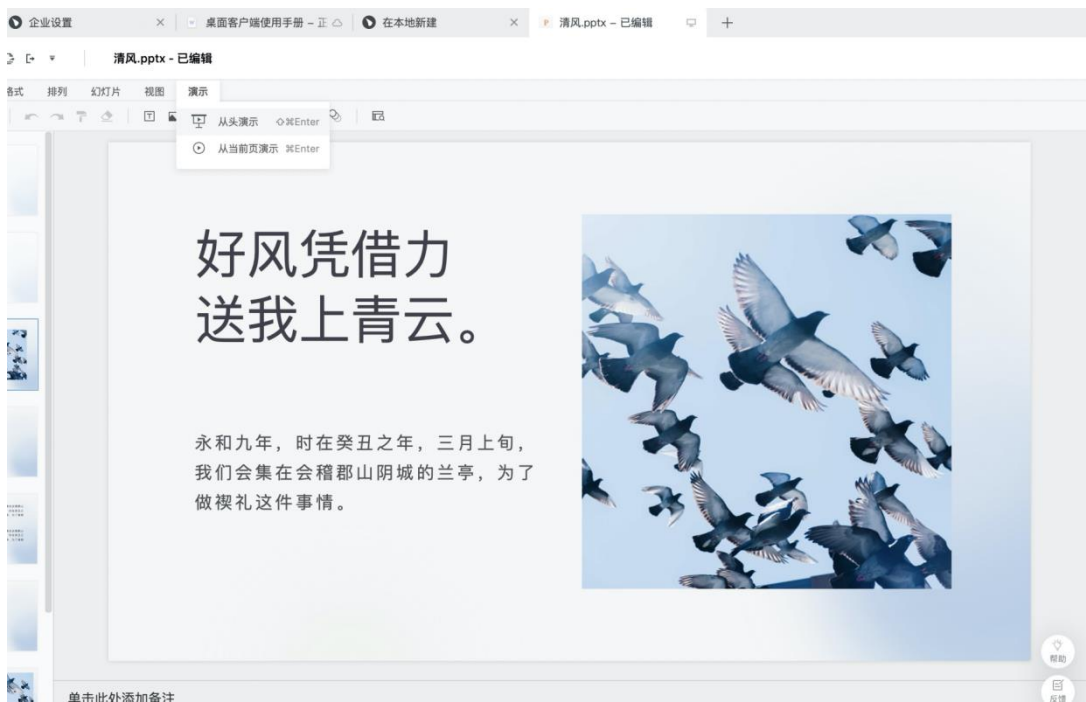 企业设置
桌面客户端使用手册 – 正
在本地新建
清风.pptx – 已编辑
清风.pptx - 已编辑
格式 排列 幻灯片 视图 演示
从头演示 ⇧⌘Enter
从当前页演示 ⌘Enter
好风凭借力
送我上青云。
永和九年，时在癸丑之年，三月上旬，
我们会集在会稽郡山阴城的兰亭，为了
做禊礼这件事情。
帮助
反馈
单击此处添加备注